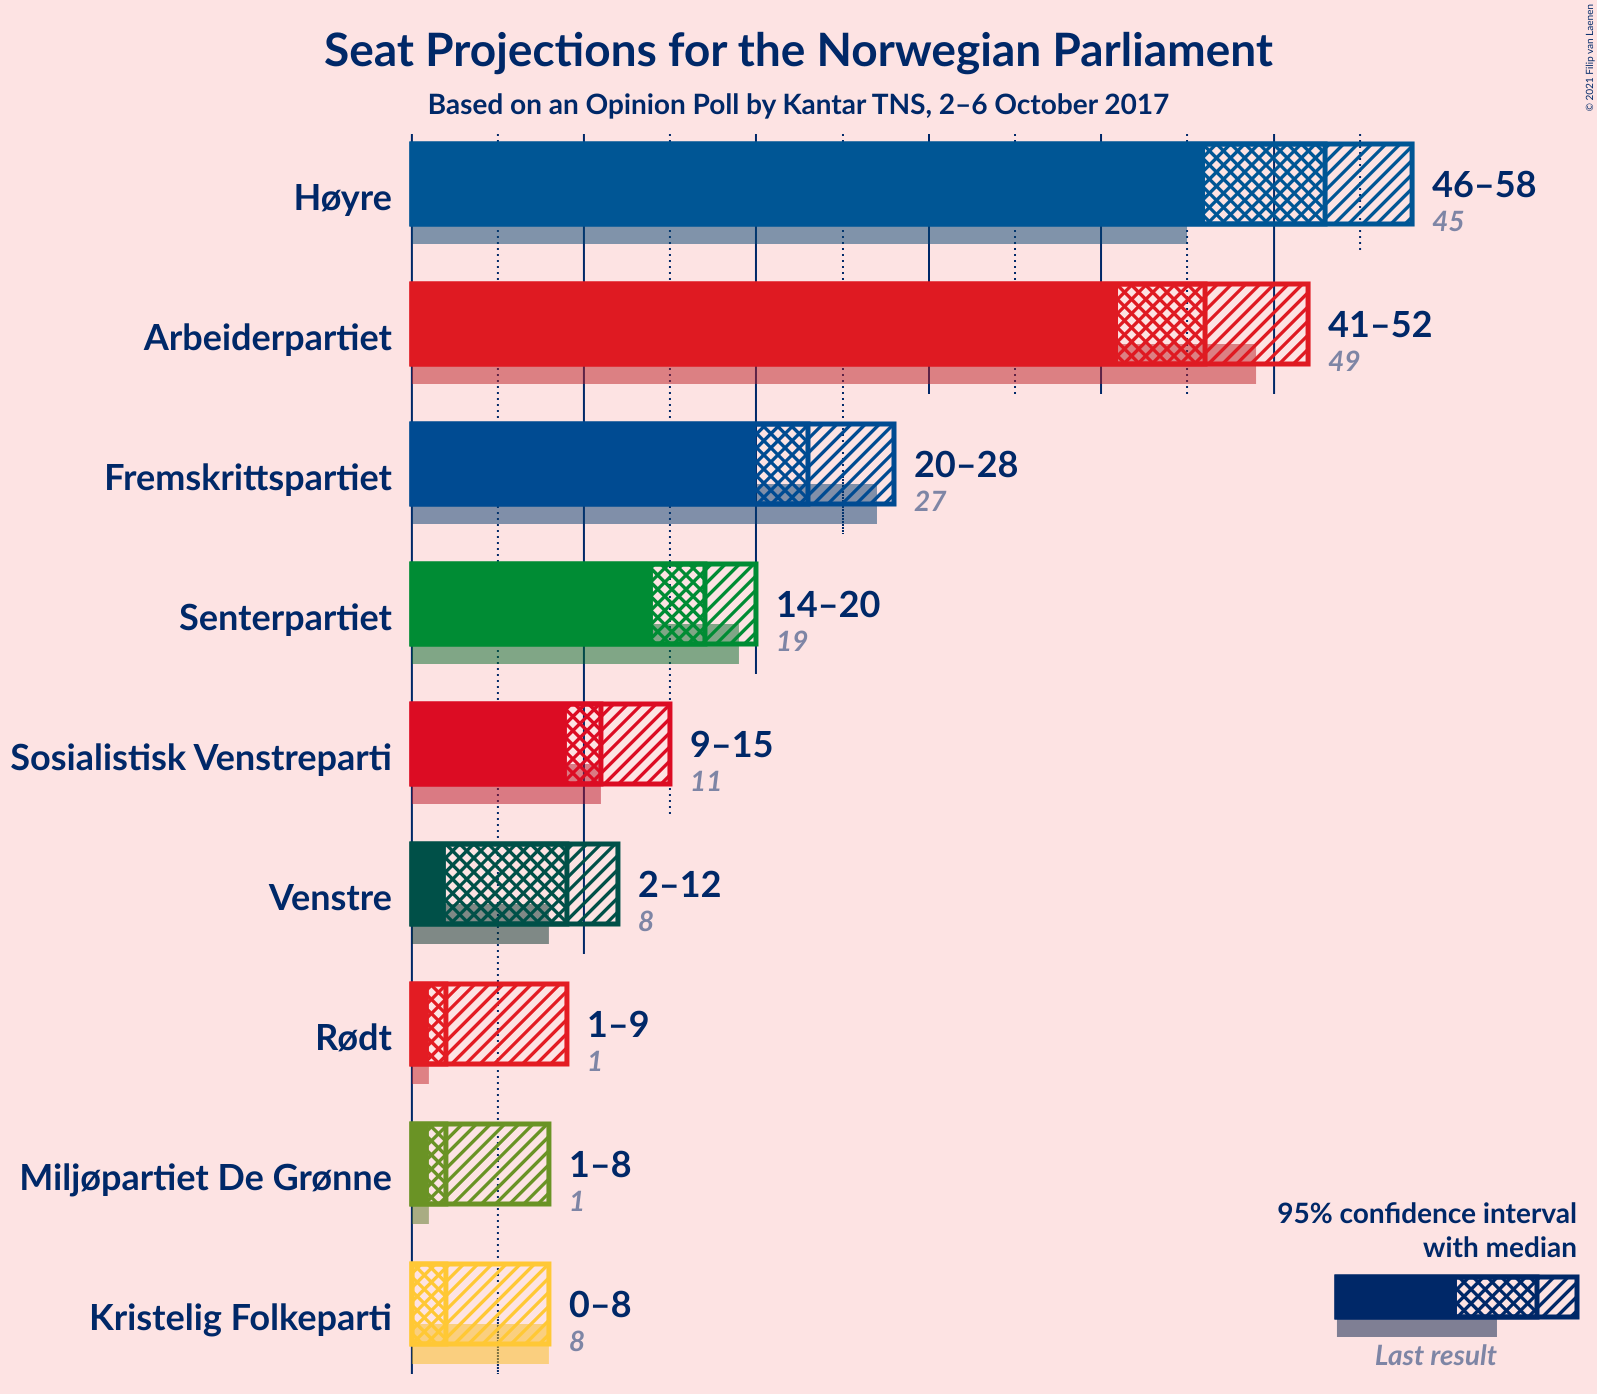 Seat Projections for the Norwegian Parliament
Based on an Opinion Poll by Kantar TNS, 2–6 October 2017
© 2021 Filip van Laenen
Høyre
46–58
45
Arbeiderpartiet
41–52
49
Fremskrittspartiet
20–28
27
Senterpartiet
14–20
19
Sosialistisk Venstreparti
9–15
11
Venstre
2–12
8
Rødt
1–9
1
Miljøpartiet De Grønne
1–8
1
Kristelig Folkeparti
0–8
8
95% confidence interval
with median
Last result